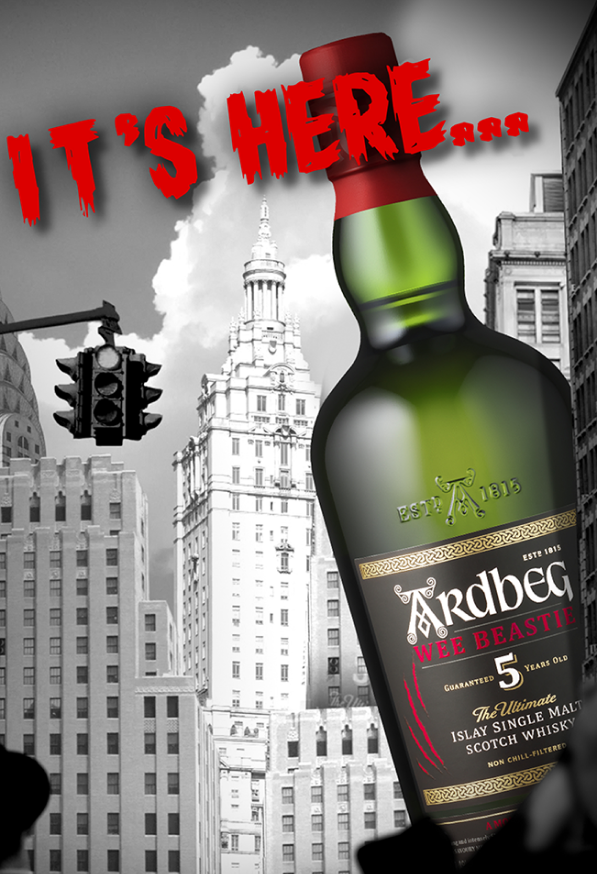 IT'S HERE...
ESTD 1815
ESTE 1815
ARDBEG
WEE BEASTIE
GUARANTEED 5 YEARS OLD
The Ultimate
ISLAY SINGLE MALT
SCOTCH WHISKY
NON CHILL-FILTERED